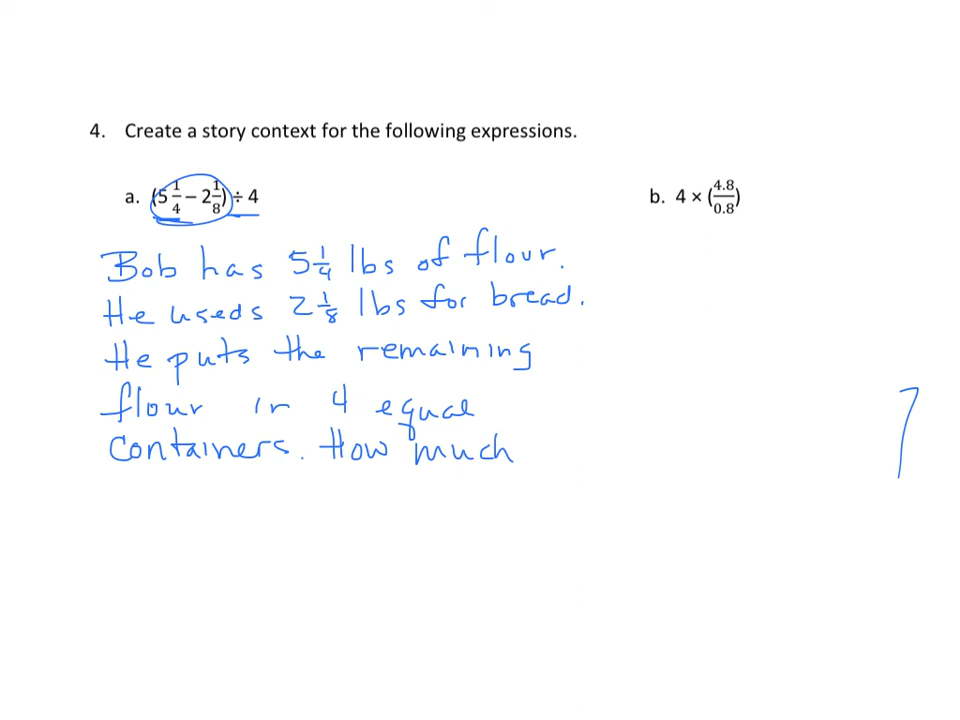 4. Create a story context for the following expressions.
a. (5 1/4 − 2 1/8) ÷ 4
b. 4 × (4.8/0.8)
Bob has 5 1/4 lbs of flour.
He useds 2 1/8 lbs for bread.
He puts the remaining
flour in 4 equal
containers. How much